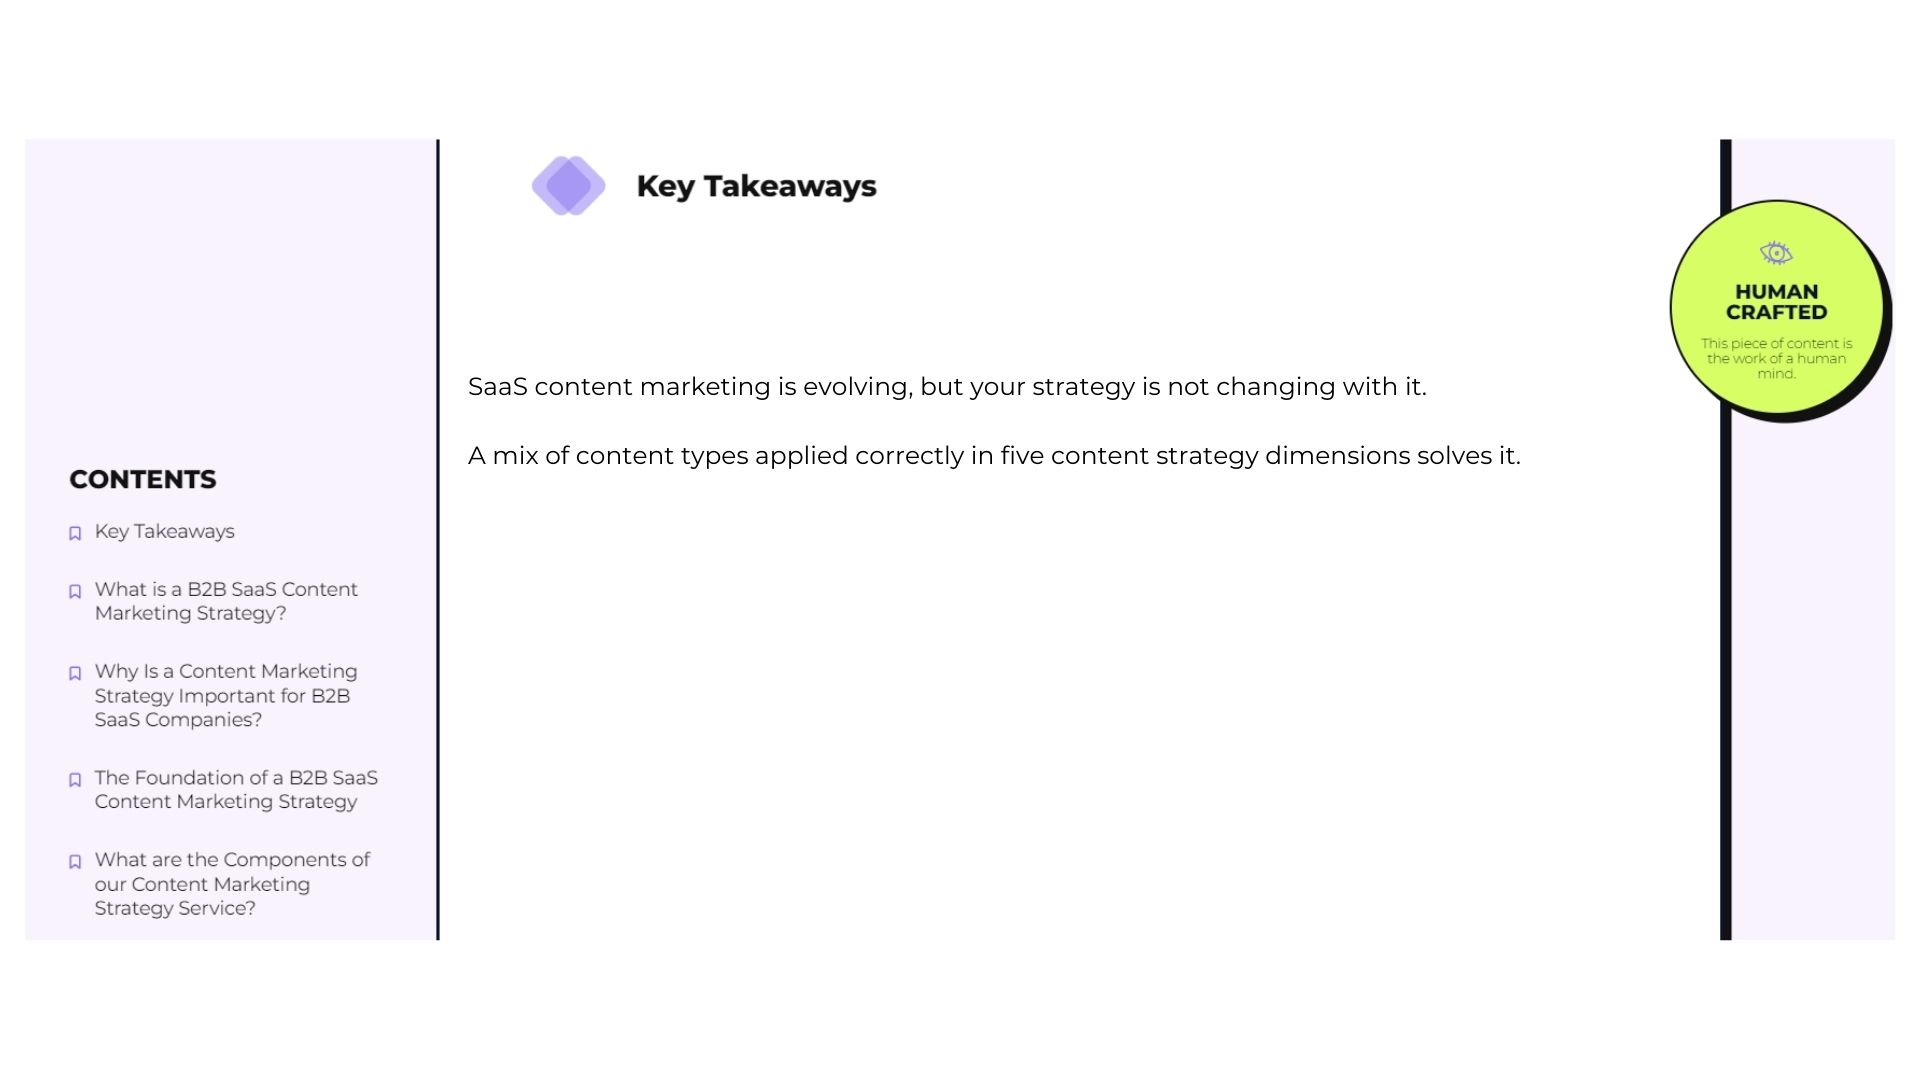 Key Takeaways
SaaS content marketing is evolving, but your strategy is not changing with it.
A mix of content types applied correctly in five content strategy dimensions solves it.
CONTENTS
Key Takeaways
What is a B2B SaaS Content
Marketing Strategy?
Why Is a Content Marketing
Strategy Important for B2B
SaaS Companies?
The Foundation of a B2B SaaS
Content Marketing Strategy
What are the Components of
our Content Marketing
Strategy Service?
HUMAN
CRAFTED
This piece of content is
the work of a human
mind.